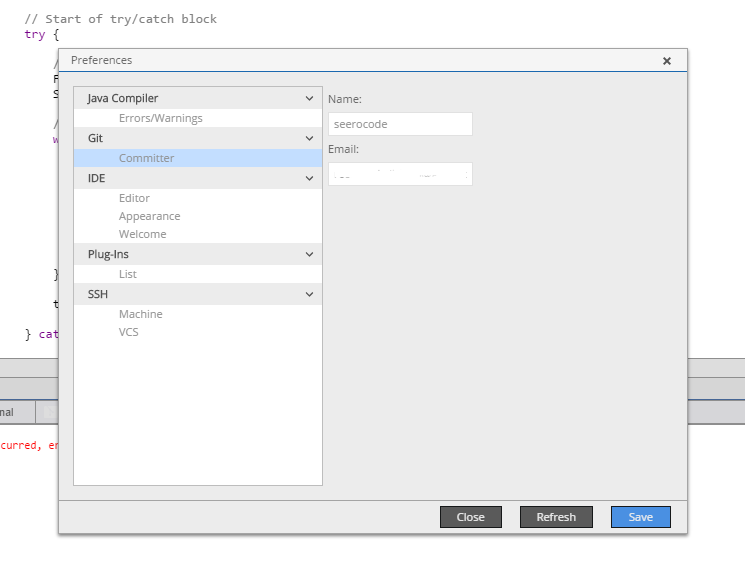 // Start of try/catch block
try {
Preferences
Java Compiler
Errors/Warnings
Git
Committer
IDE
Editor
Appearance
Welcome
Plug-Ins
List
SSH
Machine
VCS
Name:
seerocode
Email:
}
} cat
nal
curred, er
Close Refresh Save